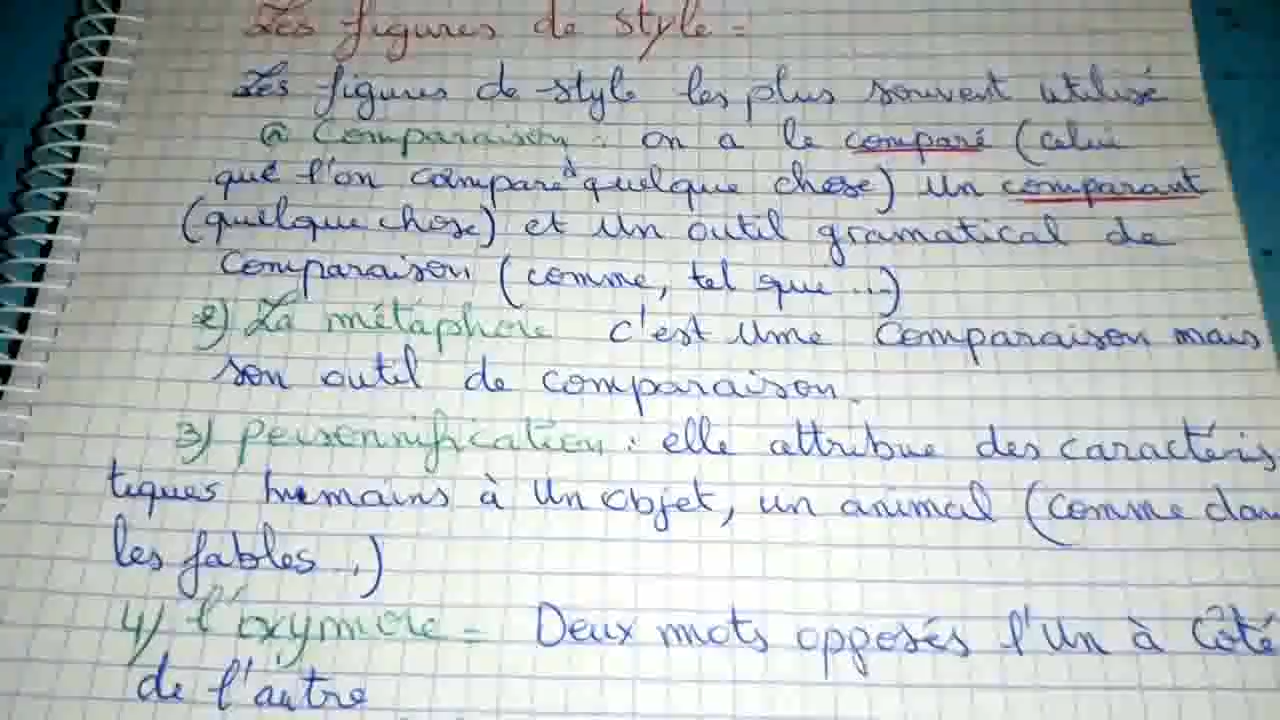 Les figures de style =
Les figures de style les plus souvent utilisé
@ Comparaison : on a le comparé (celui
que l'on compare à quelque chose) un comparant
(quelque chose) et un outil gramatical de
Comparaison (comme, tel que ...)
2) La métaphore c'est une comparaison mais
son outil de comparaison.
3) personnification : elle attribue des caractéris
tiques humains à un objet, un animal (comme dans
les fables ..)
4) l'oxymore = Deux mots opposés l'un à côté
de l'autre